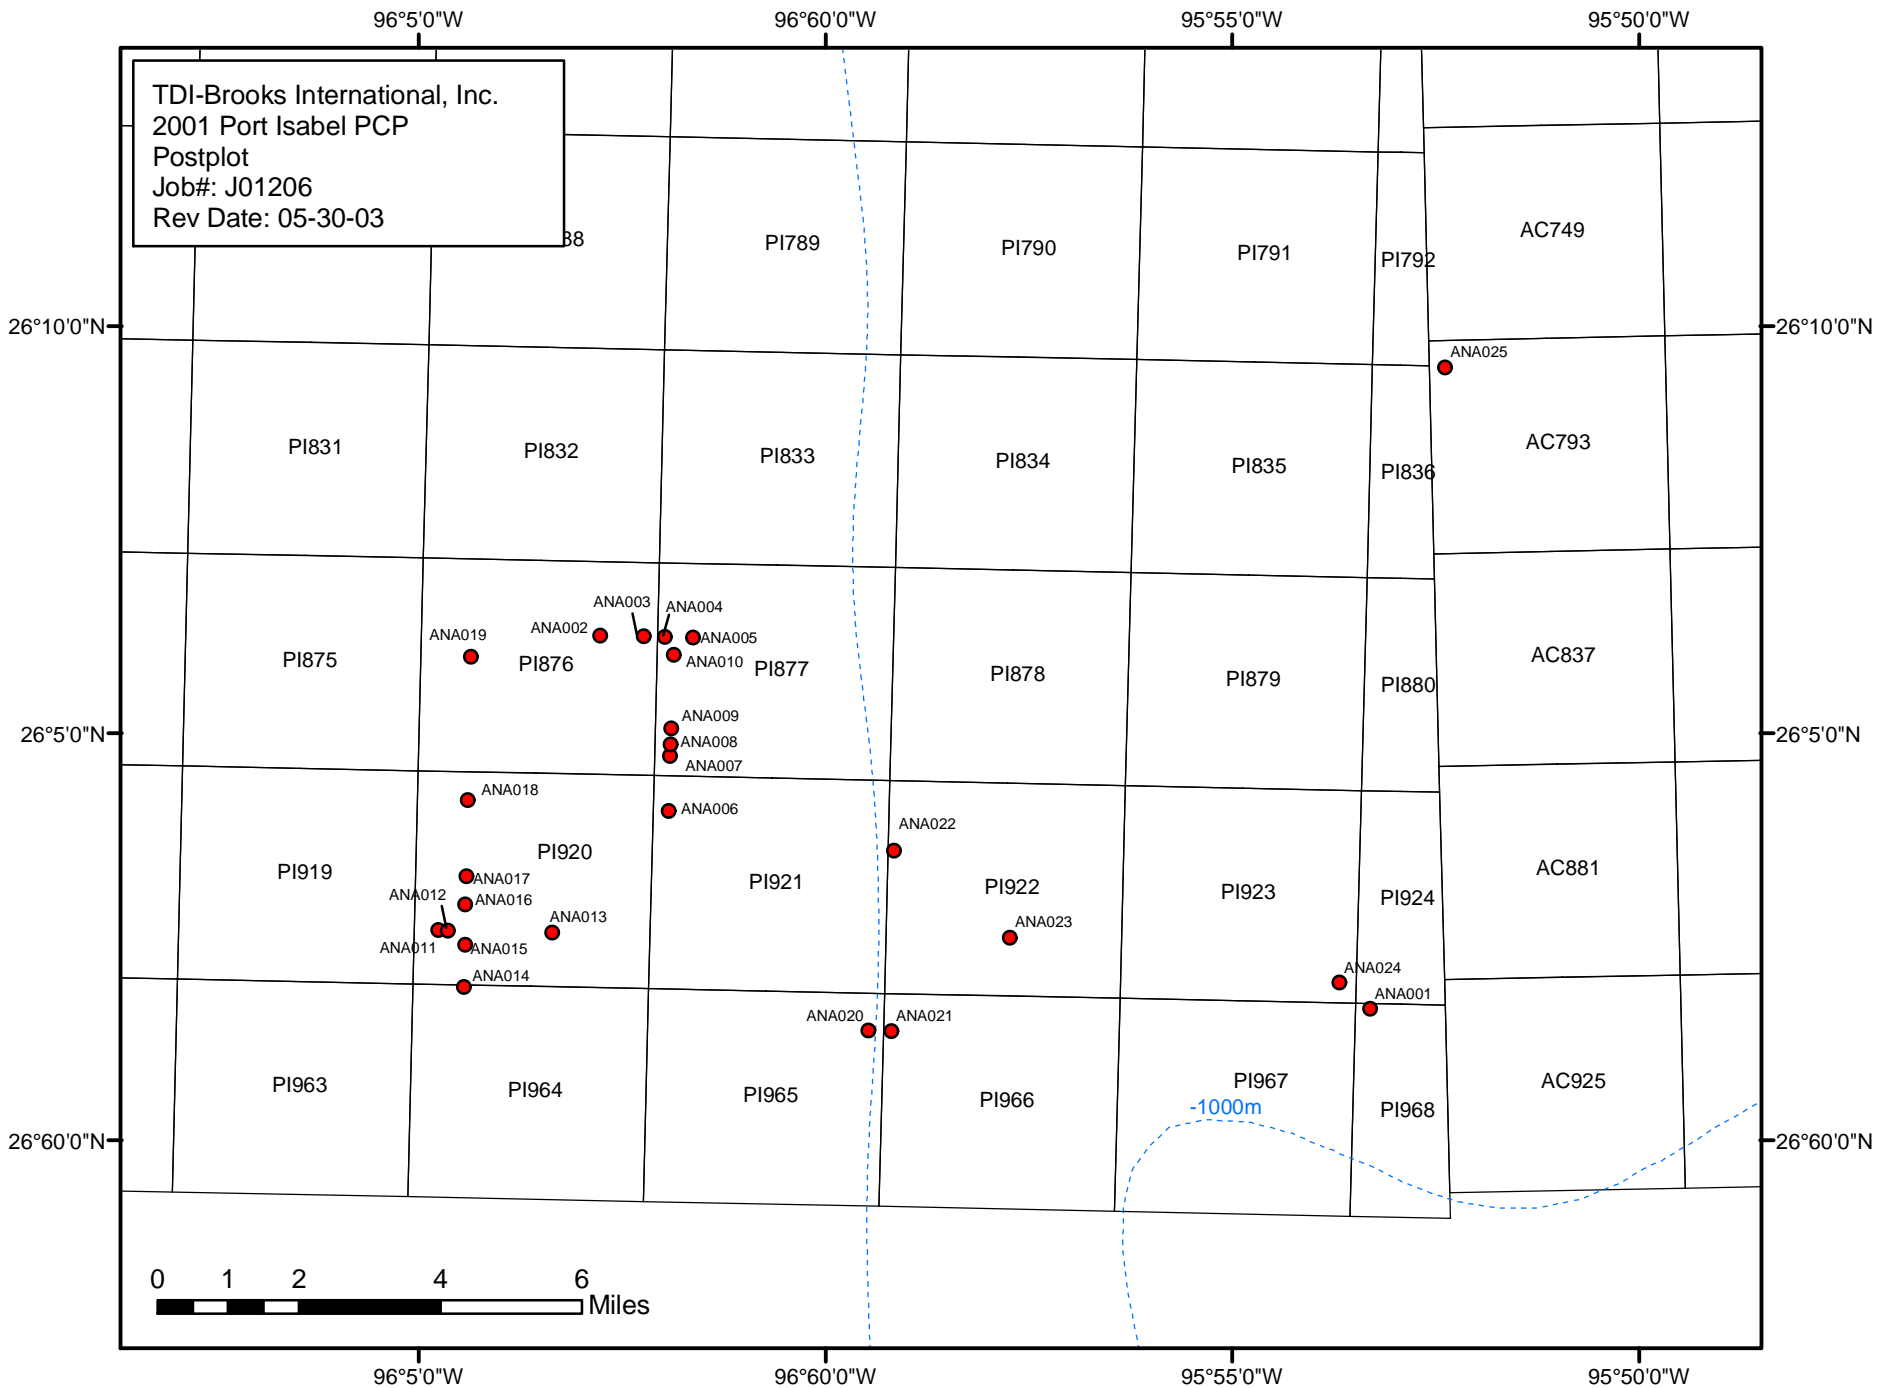 96°5'0"W
96°60'0"W
95°55'0"W
95°50'0"W
TDI-Brooks International, Inc.
2001 Port Isabel PCP
Postplot
Job#: J01206
Rev Date: 05-30-03
38
PI789
PI790
PI791
PI792
AC749
26°10'0"N
26°10'0"N
ANA025
PI831
PI832
PI833
PI834
PI835
PI836
AC793
ANA003
ANA004
ANA019
ANA002
ANA005
ANA010
PI875
PI876
PI877
PI878
PI879
PI880
AC837
ANA009
ANA008
ANA007
26°5'0"N
26°5'0"N
ANA018
ANA006
ANA022
PI919
PI920
PI921
PI922
PI923
PI924
AC881
ANA017
ANA012
ANA016
ANA013
ANA023
ANA011
ANA015
ANA014
ANA024
ANA001
ANA020
ANA021
PI963
PI964
PI965
PI966
PI967
PI968
AC925
-1000m
26°60'0"N
26°60'0"N
0 1 2 4 6
Miles
96°5'0"W
96°60'0"W
95°55'0"W
95°50'0"W